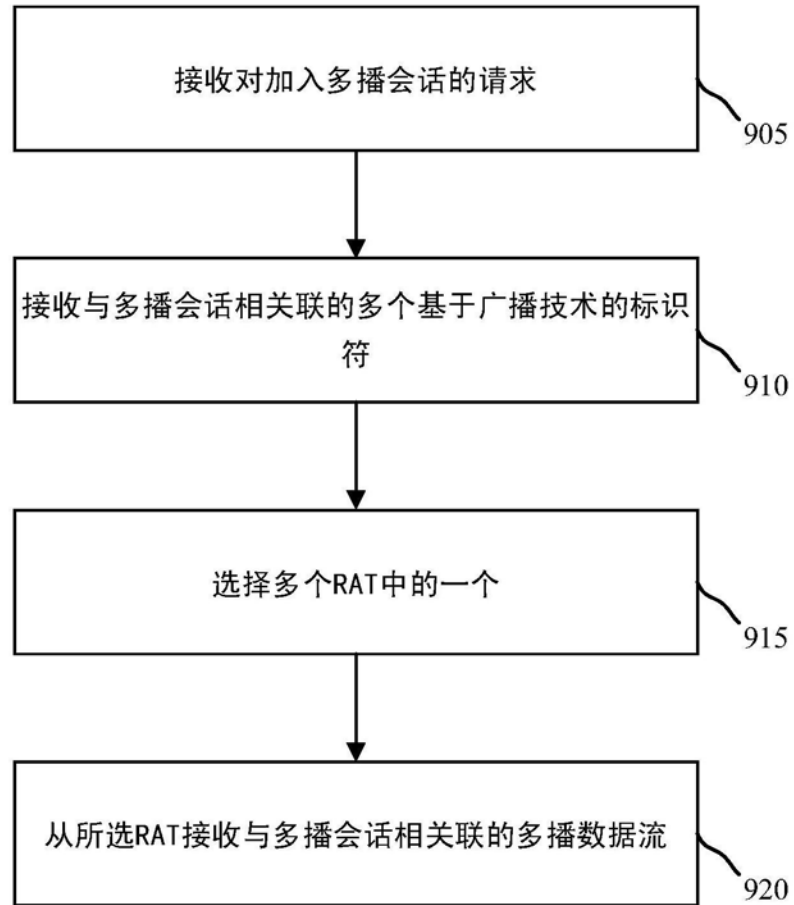 接收对加入多播会话的请求
905
接收与多播会话相关联的多个基于广播技术的标识
符
910
选择多个RAT中的一个
915
从所选RAT接收与多播会话相关联的多播数据流
920